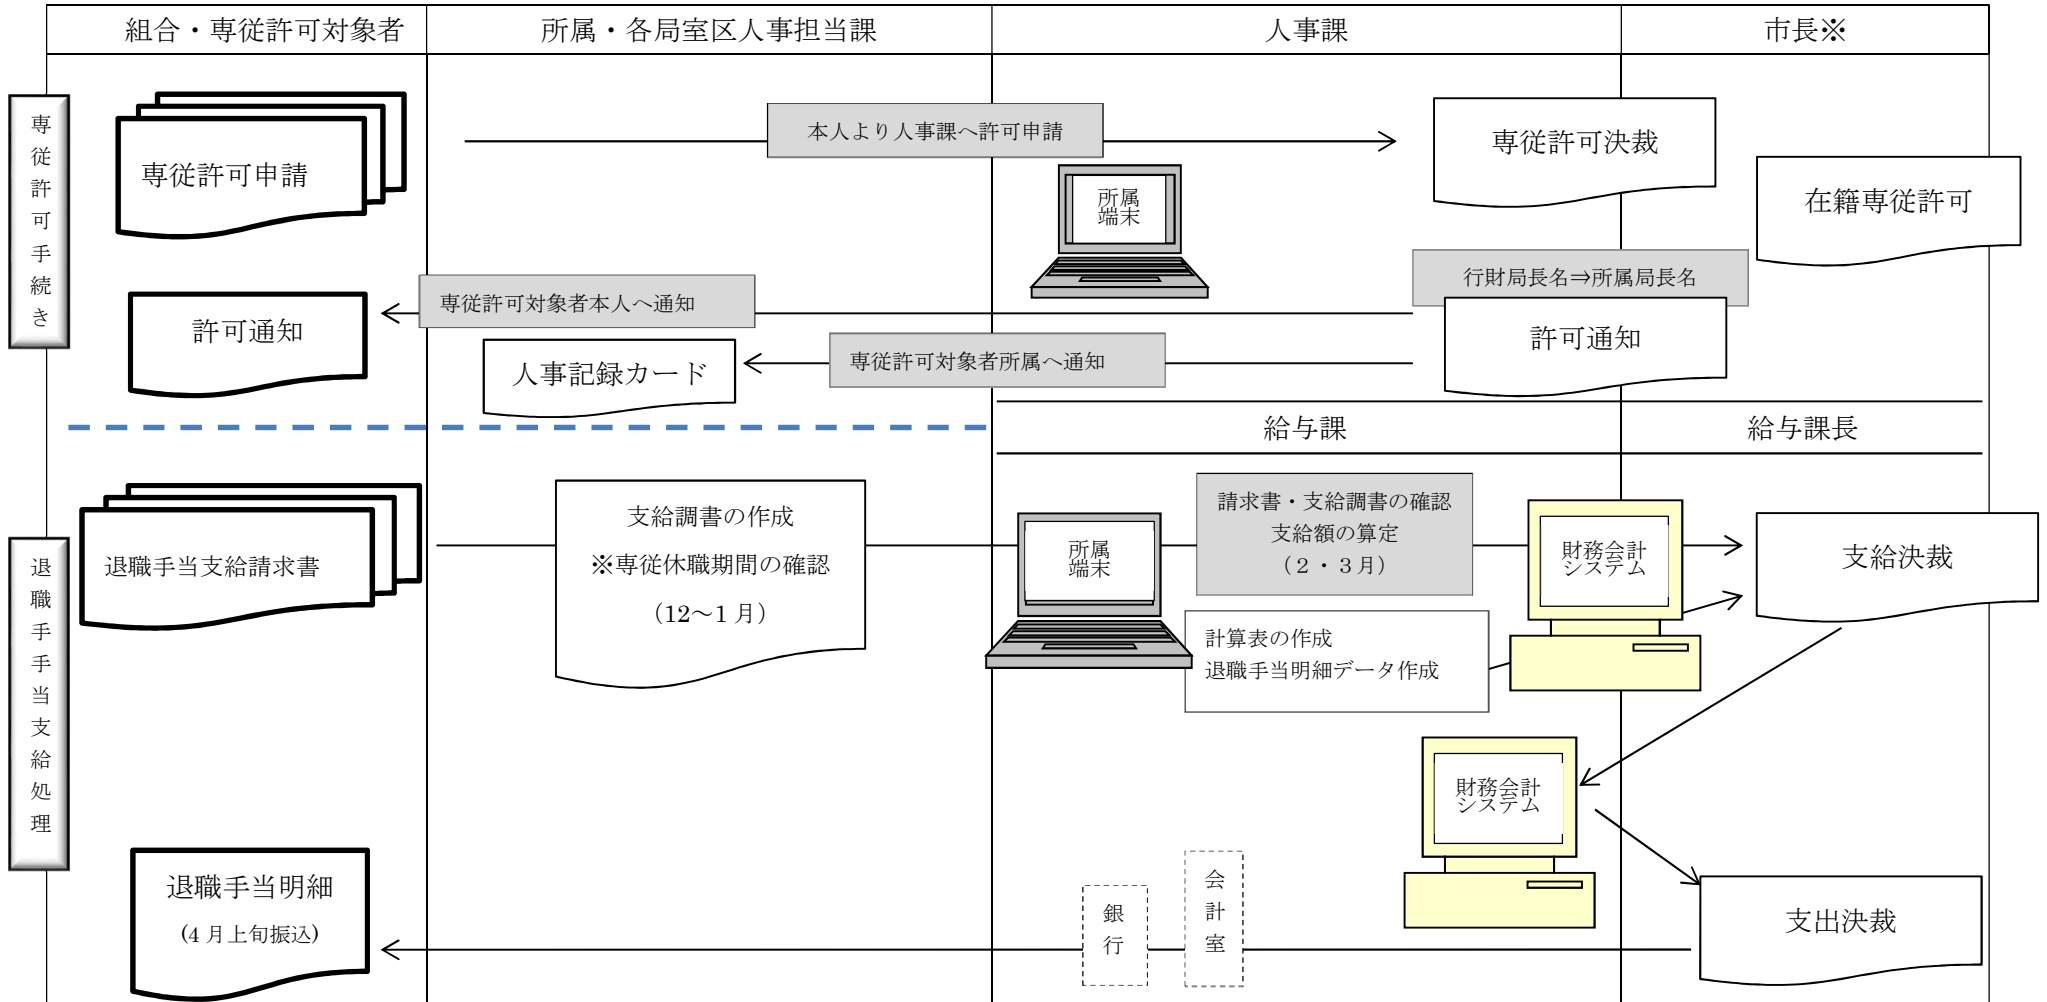 組合・専従許可対象者
所属・各局室区人事担当課
人事課
市長※
専従許可手続き
専従許可申請
本人より人事課へ許可申請
所属
端末
専従許可決裁
在籍専従許可
行財局長名⇒所属局長名
専従許可対象者本人へ通知
許可通知
許可通知
専従許可対象者所属へ通知
人事記録カード
給与課
給与課長
退職手当支給処理
退職手当支給請求書
支給調書の作成
※専従休職期間の確認
（12～1 月）
所属
端末
請求書・支給調書の確認
支給額の算定
（２・３月）
財務会計
システム
支給決裁
計算表の作成
退職手当明細データ作成
財務会計
システム
退職手当明細
(4 月上旬振込)
銀行
会計室
支出決裁